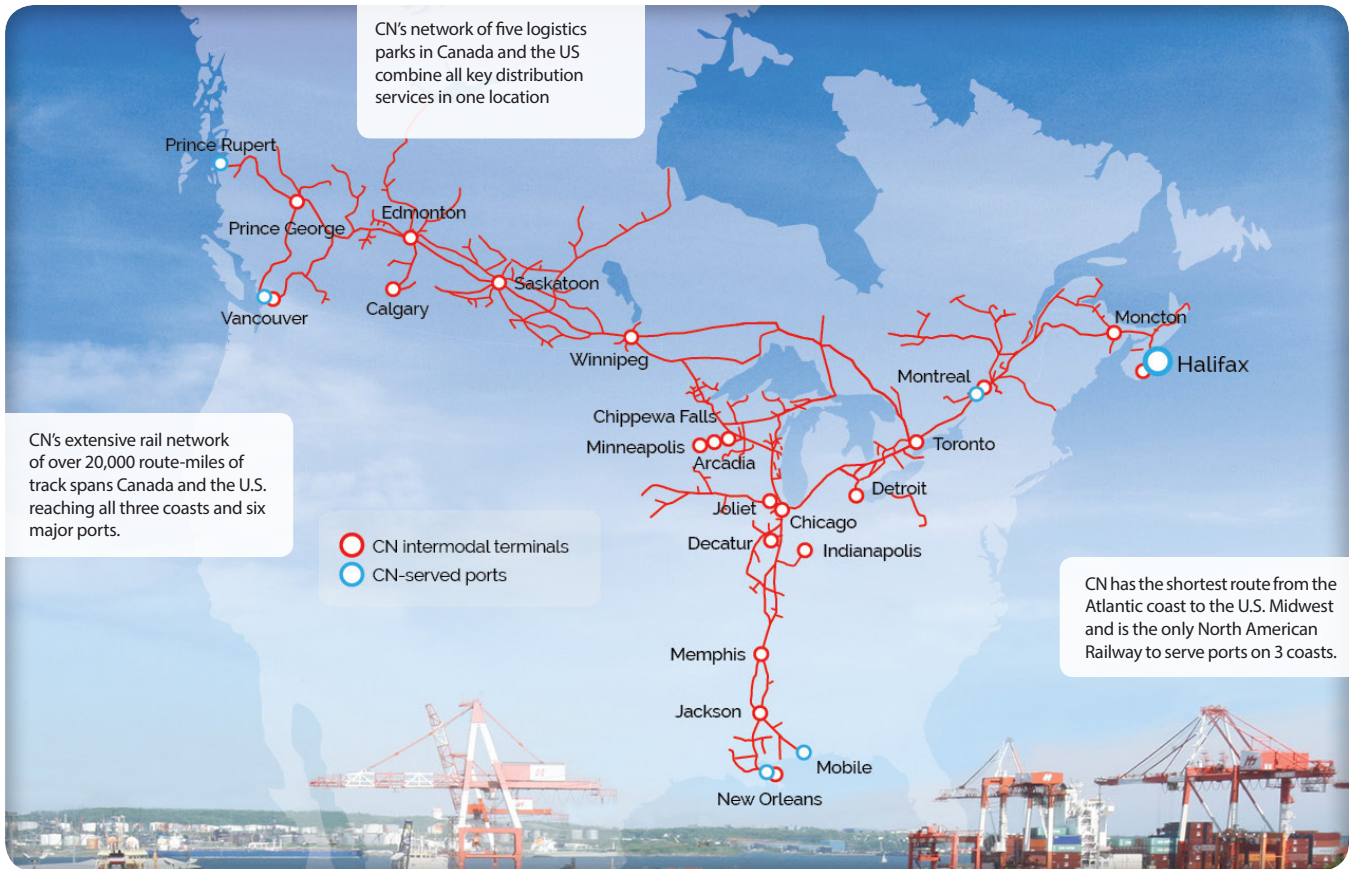 CN's network of five logistics
parks in Canada and the US
combine all key distribution
services in one location
Prince Rupert
Prince George
Edmonton
Vancouver
Calgary
Saskatoon
Winnipeg
Moncton
Halifax
Montreal
Toronto
Chippewa Falls
Minneapolis
Arcadia
Detroit
Joliet
Chicago
Decatur
Indianapolis
CN's extensive rail network
of over 20,000 route-miles of
track spans Canada and the U.S.
reaching all three coasts and six
major ports.
CN intermodal terminals
CN-served ports
CN has the shortest route from the
Atlantic coast to the U.S. Midwest
and is the only North American
Railway to serve ports on 3 coasts.
Memphis
Jackson
Mobile
New Orleans